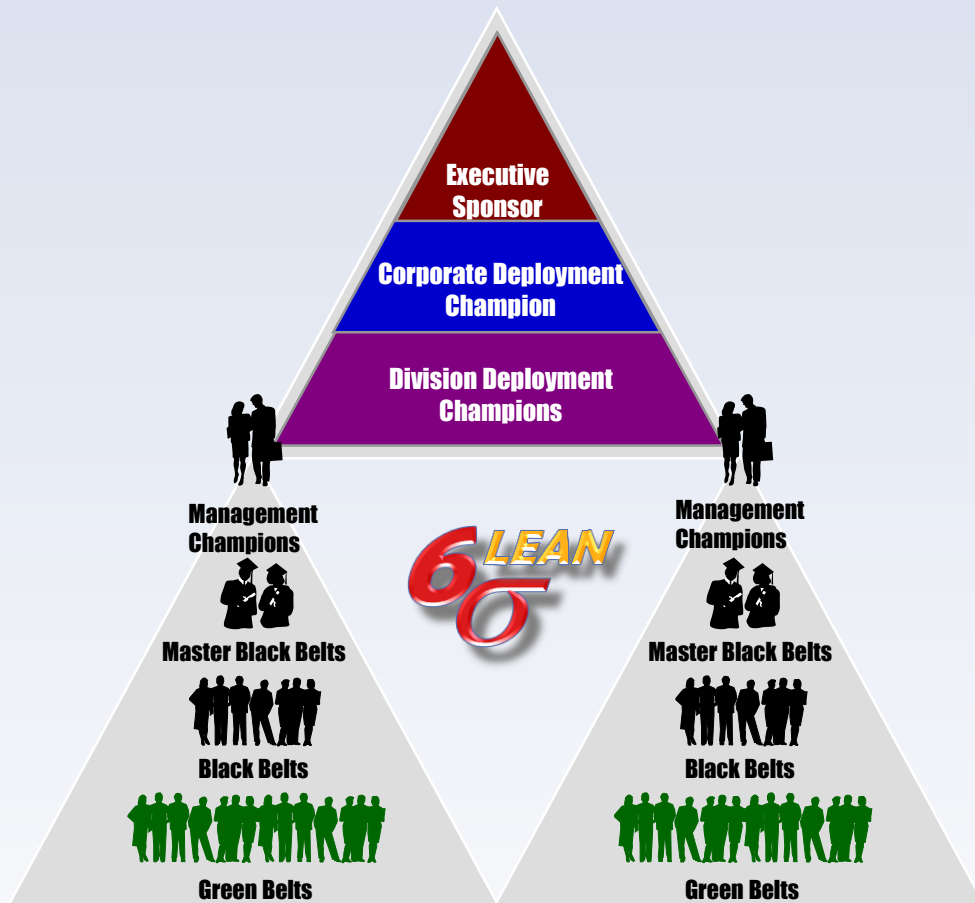 Executive
Sponsor
Corporate Deployment
Champion
Division Deployment
Champions
Management
Champions
Management
Champions
6σ LEAN
Master Black Belts
Master Black Belts
Black Belts
Black Belts
Green Belts
Green Belts